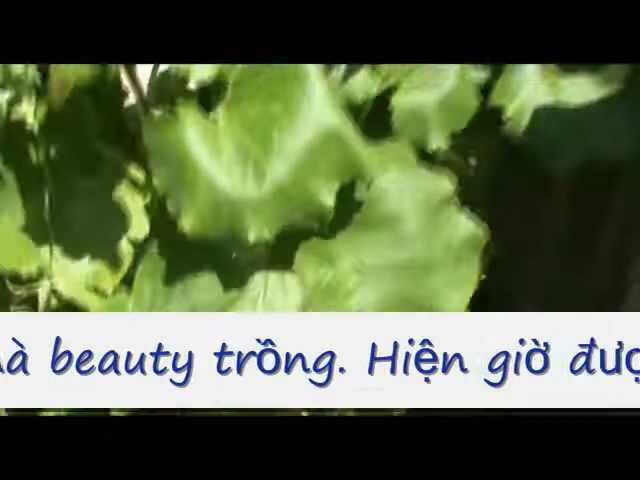 beauty trồng. Hiện giờ